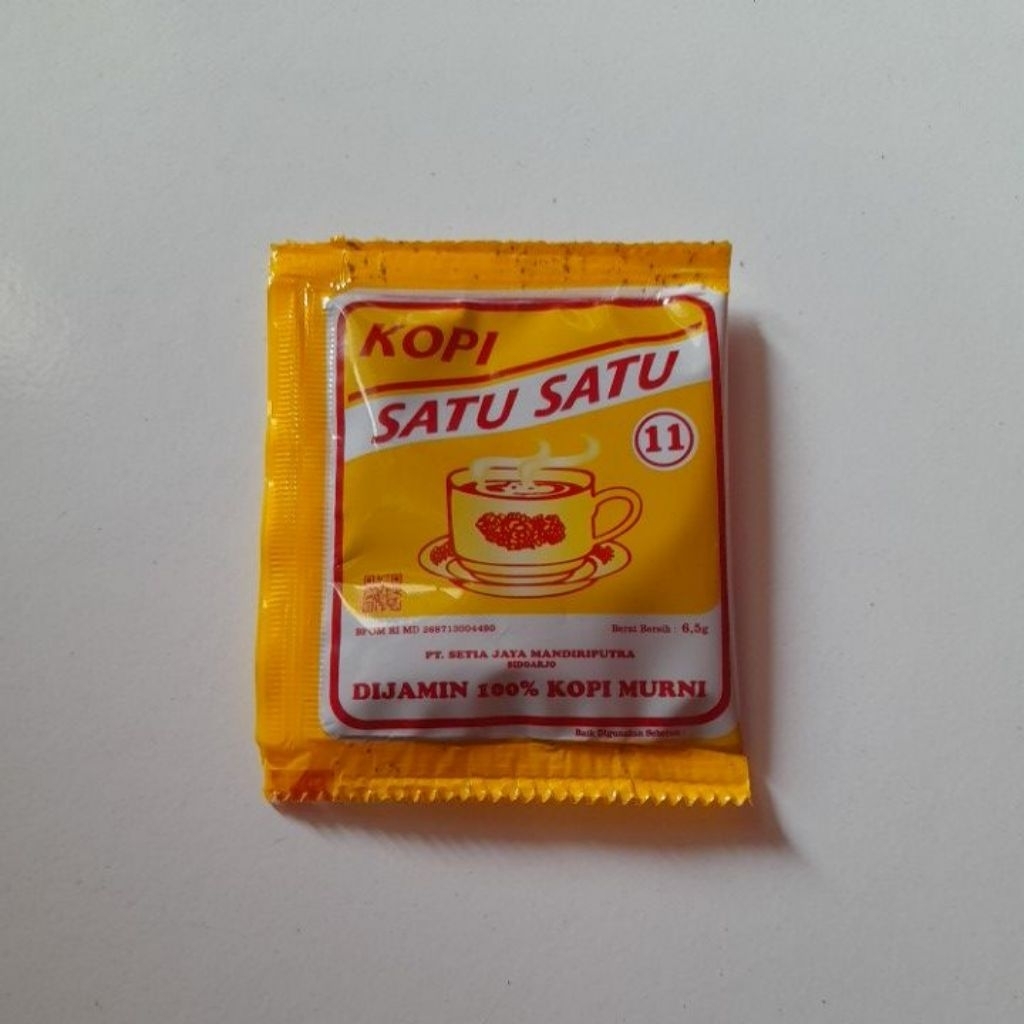 KOPI
SATU SATU
11
BPOM RI MD 268713004495
Berat Bersih : 6,5g
PT. SETIA JAYA MANDIRIPUTRA
SIDOARJO
DIJAMIN 100% KOPI MURNI
Baik Digunakan Sebelum :